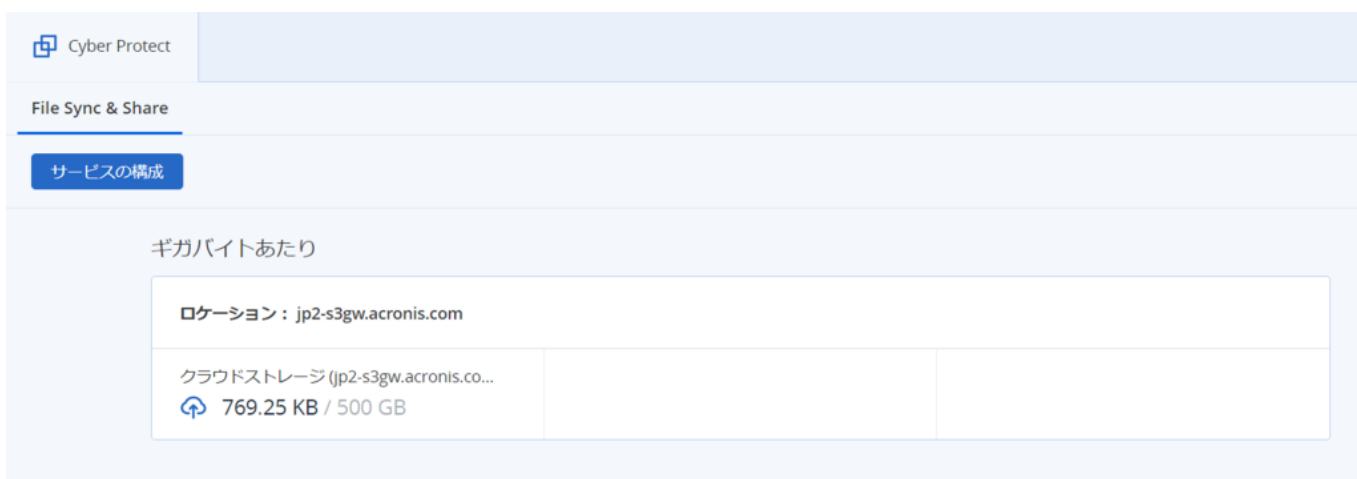 Cyber Protect
File Sync & Share
サービスの構成
ギガバイトあたり
ロケーション： jp2-s3gw.acronis.com
クラウドストレージ (jp2-s3gw.acronis.co...
769.25 KB / 500 GB